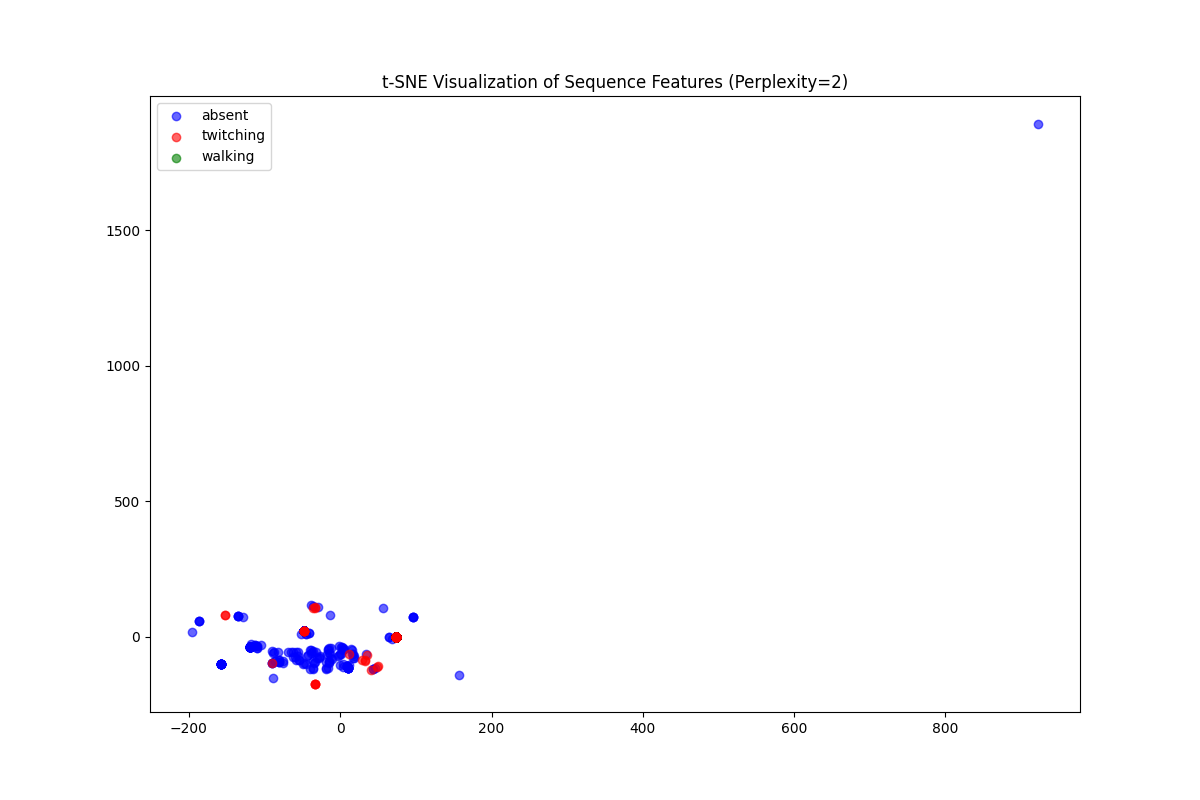 t-SNE Visualization of Sequence Features (Perplexity=2)
absent
twitching
walking
1500
1000
500
0
−200
0
200
400
600
800